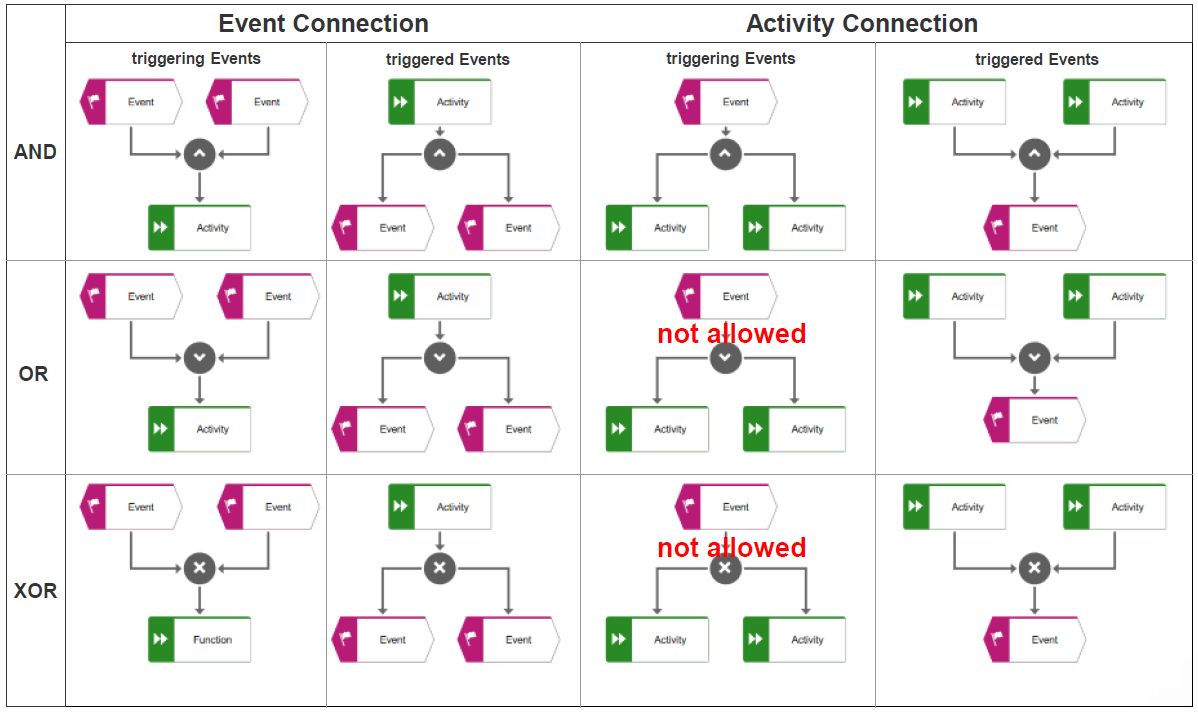 Event Connection Activity Connection
triggering Events triggered Events triggering Events triggered Events
Event Event Activity Event Activity Activity
AND
Activity Event Event Activity Activity Event
Event Event Activity Event Activity Activity
not allowed
OR
Event
Activity Event Event Activity Activity
Event Event Activity Event Activity Activity
not allowed
XOR
Function Event Event Activity Activity Event